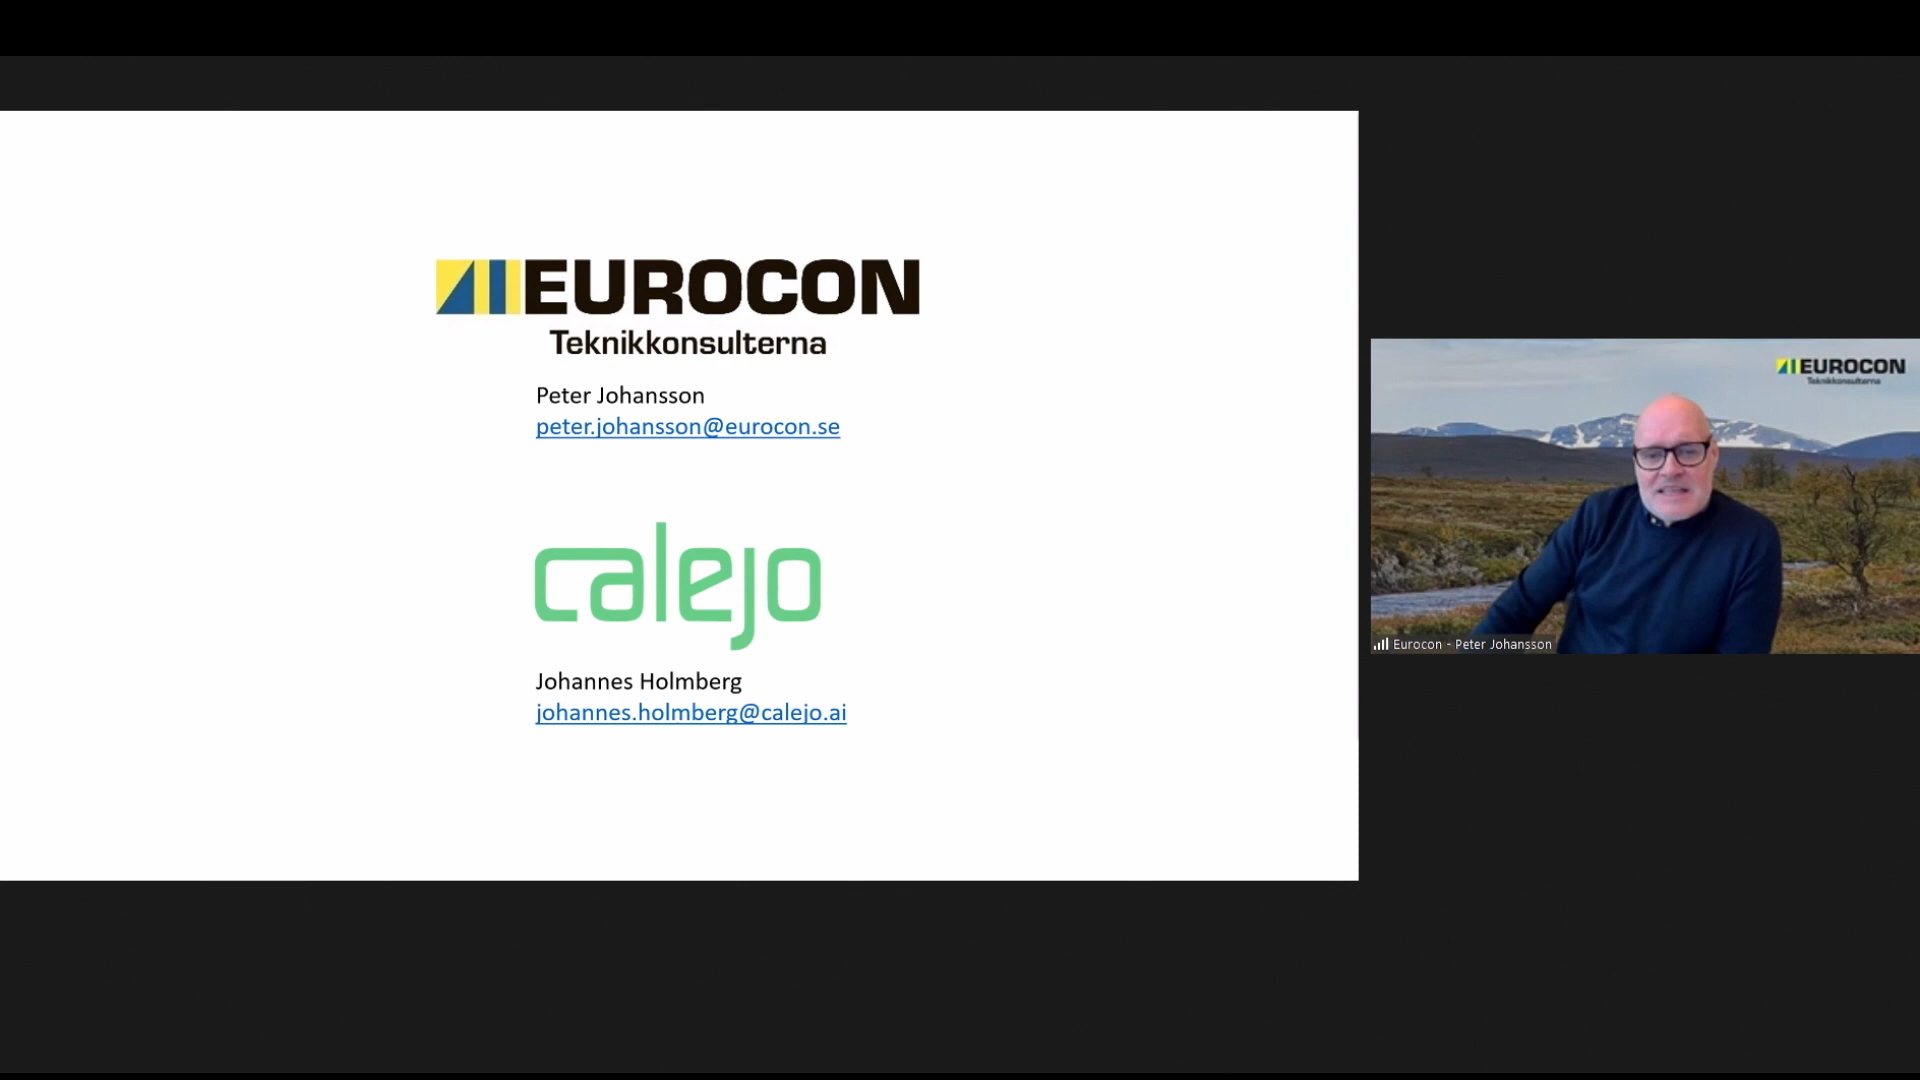 EUROCON
Teknikkonsulterna
Peter Johansson
peter.johansson@eurocon.se
calejo
Johannes Holmberg
johannes.holmberg@calejo.ai
EUROCON
Teknikkonsulterna
Eurocon - Peter Johansson